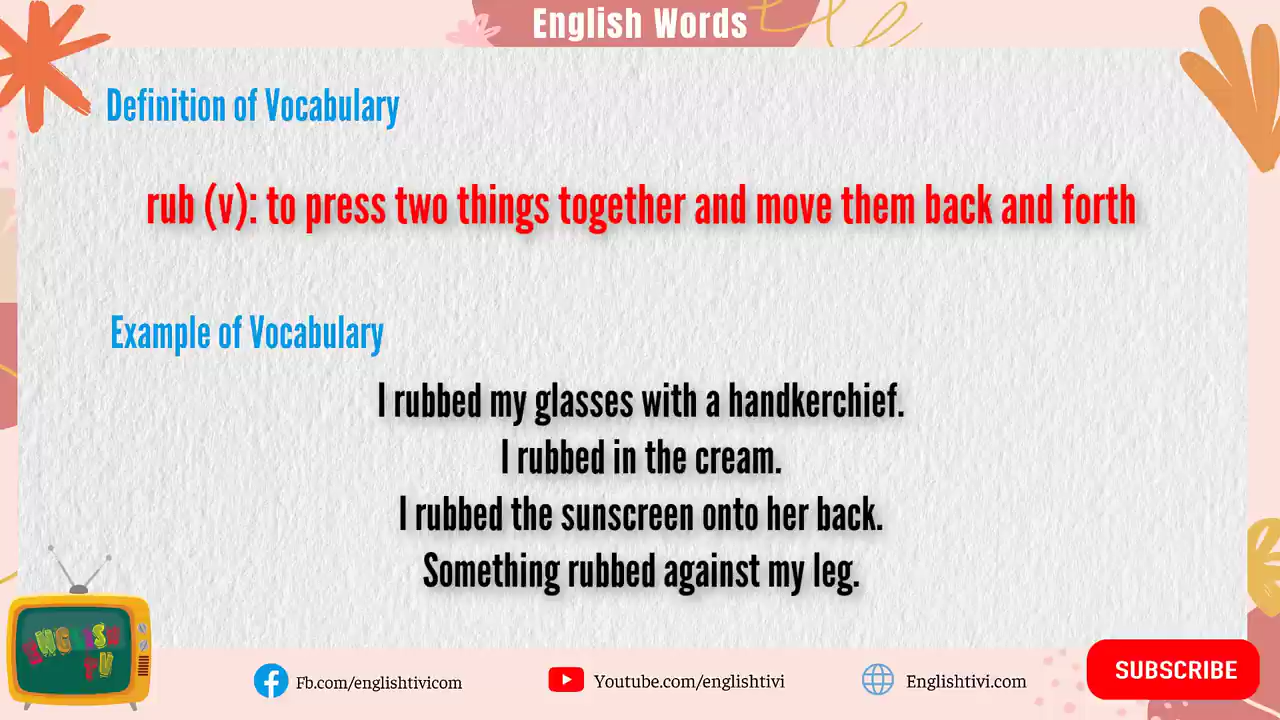 English Words
Definition of Vocabulary
rub (v): to press two things together and move them back and forth
Example of Vocabulary
I rubbed my glasses with a handkerchief.
I rubbed in the cream.
I rubbed the sunscreen onto her back.
Something rubbed against my leg.
ENGLISH
TV
Fb.com/englishtivicom
Youtube.com/englishtivi
Englishtivi.com
SUBSCRIBE